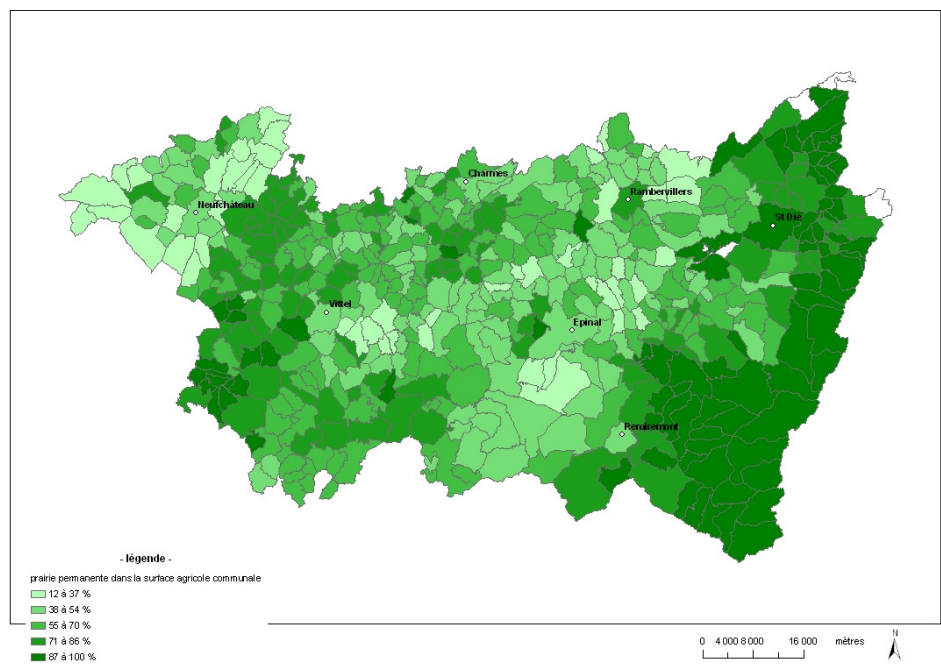 Charmes
Rambervillers
Neufchâteau
St Dié
Vittel
Epinal
Remiremont
- légende -
prairie permanente dans la surface agricole communale
12 à 37 %
38 à 54 %
55 à 70 %
71 à 86 %
87 à 100 %
0 4 000 8 000 16 000 mètres
N